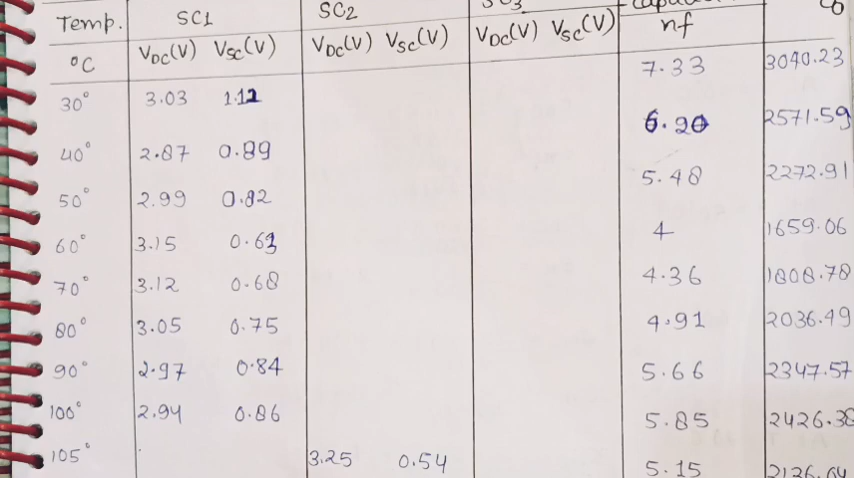 Temp. SC1 SC2 nf
°C VDC(V) VSC(V) VDC(V) VSC(V) VDC(V) VSC(V)
30° 3.03 1.12 7.33 3040.23
40° 2.87 0.89 6.20 2571.59
50° 2.99 0.82 5.48 2272.91
60° 3.15 0.63 4 1659.06
70° 3.12 0.68 4.36 1808.78
80° 3.05 0.75 4.91 2036.49
90° 2.97 0.84 5.66 2347.57
100° 2.94 0.86 5.85 2426.38
105° 3.25 0.54 5.15